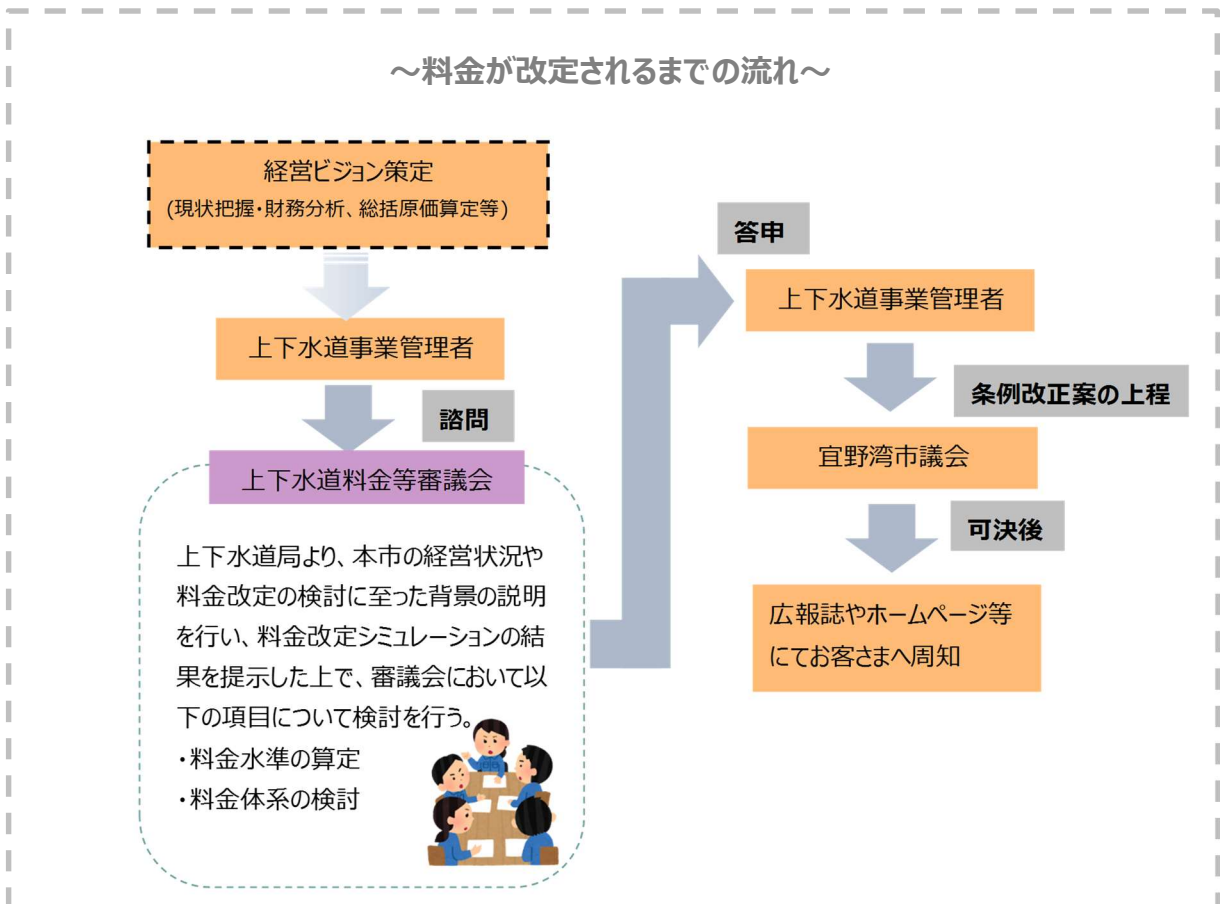 ～料金が改定されるまでの流れ～
経営ビジョン策定
(現状把握・財務分析、総括原価算定等)
上下水道事業管理者
諮問
上下水道料金等審議会
上下水道局より、本市の経営状況や
料金改定の検討に至った背景の説明
を行い、料金改定シミュレーションの結
果を提示した上で、審議会において以
下の項目について検討を行う。
・料金水準の算定
・料金体系の検討
答申
上下水道事業管理者
条例改正案の上程
宜野湾市議会
可決後
広報誌やホームページ等
にてお客さまへ周知